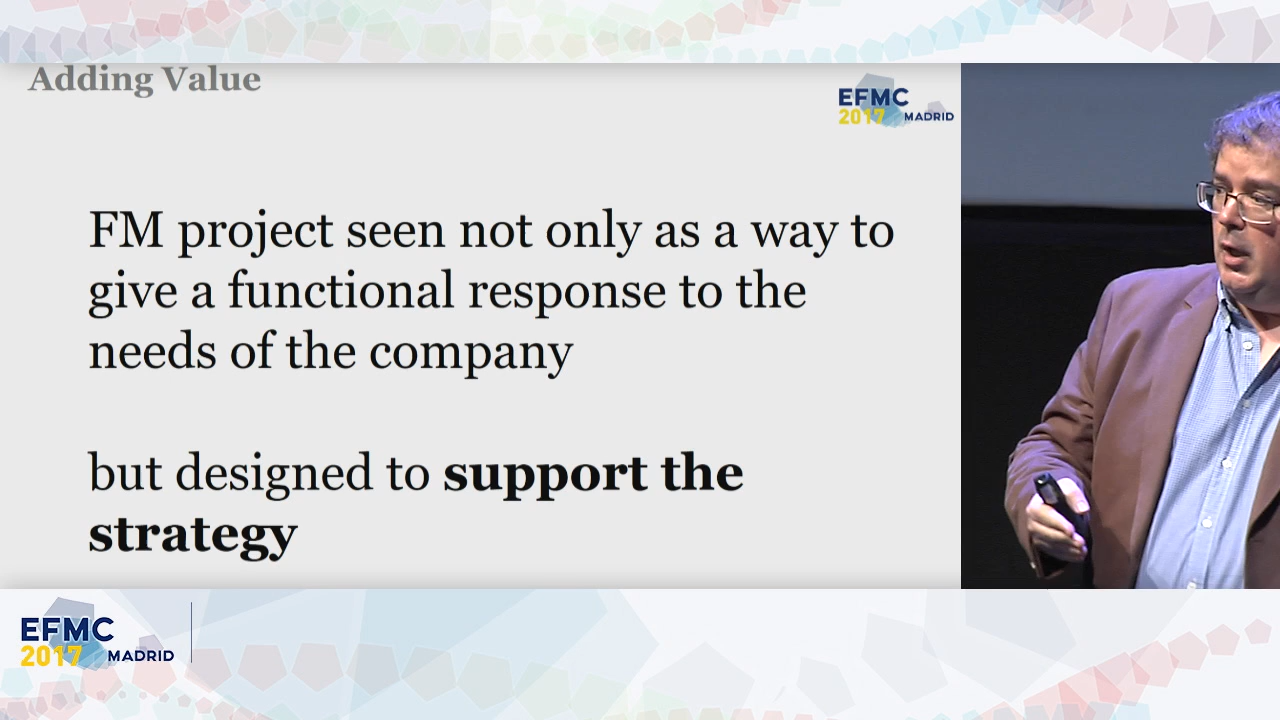 Adding Value
EFMC
2017 MADRID
FM project seen not only as a way to
give a functional response to the
needs of the company
but designed to support the
strategy
EFMC
2017 MADRID